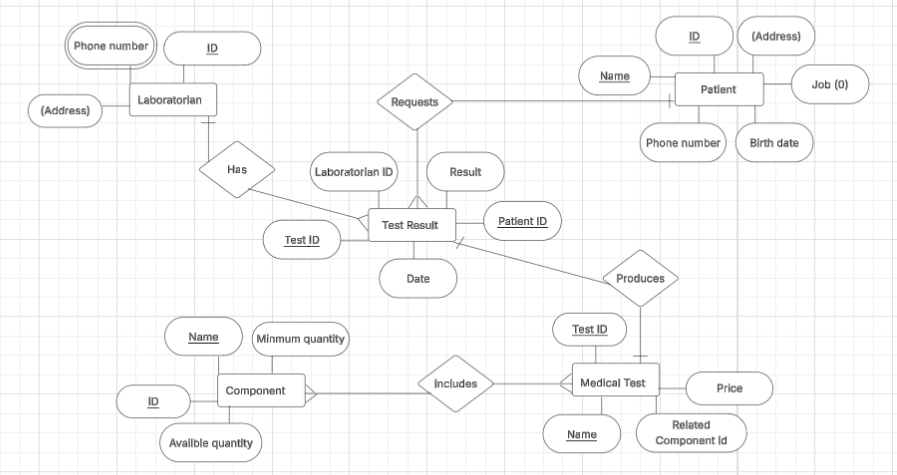 Phone number
ID
Laboratorian
(Address)
ID
(Address)
Name
Patient
Job (0)
Phone number
Birth date
Requests
Has
Laboratorian ID
Result
Test Result
Patient ID
Test ID
Date
Produces
Name
Minmum quantity
Component
ID
Availble quantity
Includes
Test ID
Medical Test
Price
Name
Related
Component Id